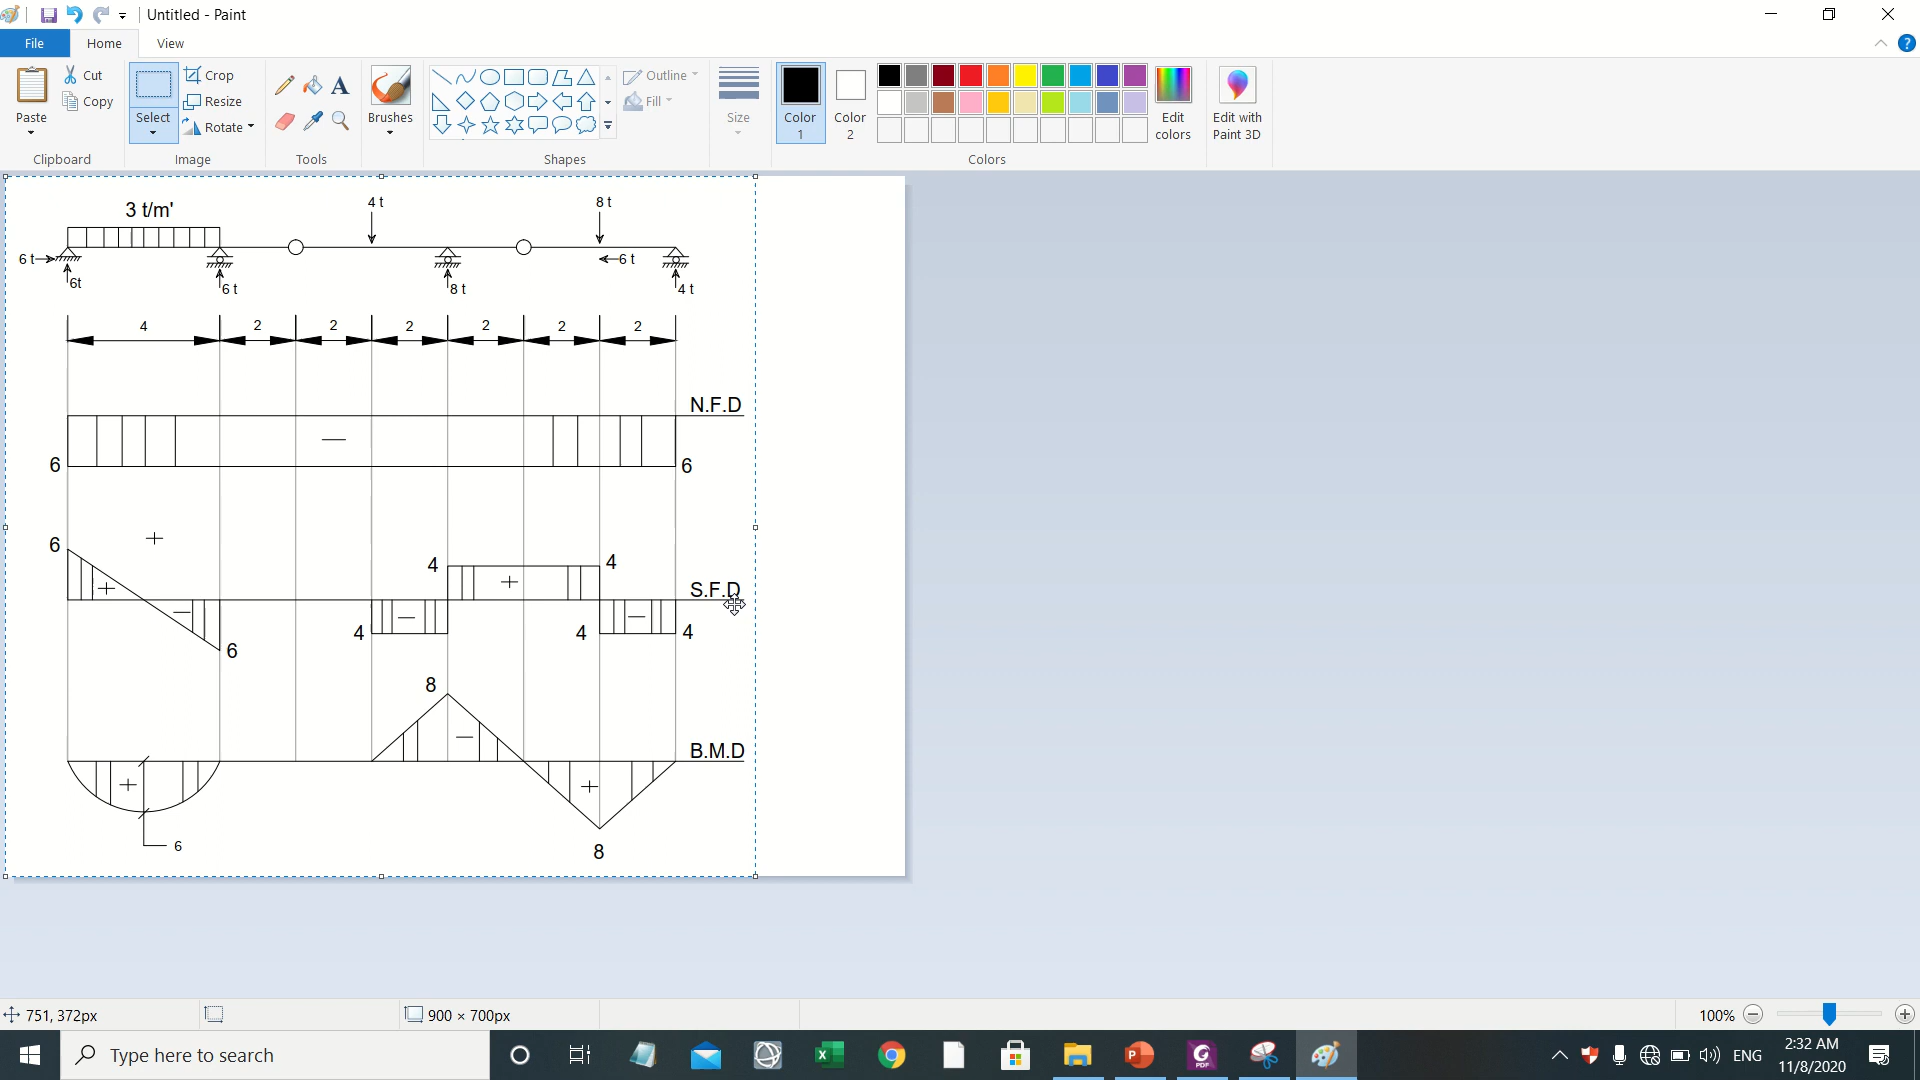 Untitled - Paint
File Home View
Paste
Cut
Copy
Clipboard
Select
Crop
Resize
Rotate
Image
A
Tools
Brushes
Shapes
Outline
Fill
Size
Color 1
Color 2
Colors
Edit colors
Edit with Paint 3D
3 t/m'
4 t
8 t
6 t
6 t
6t
6 t
8 t
4 t
4 2 2 2 2 2 2
N.F.D
6 6
6
4 4
S.F.D
4 4 4
6
8
B.M.D
6
8
751, 372px
900 × 700px
100%
Type here to search
ENG
2:32 AM
11/8/2020